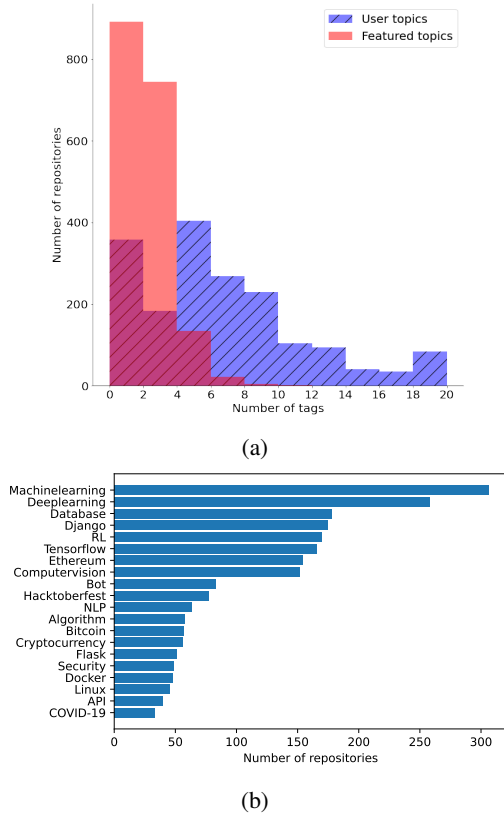 User topics
Featured topics
800
600
400
200
0
Number of repositories
0 2 4 6 8 10 12 14 16 18 20
Number of tags
(a)
Machinelearning
Deeplearning
Database
Django
RL
Tensorflow
Ethereum
Computervision
Bot
Hacktoberfest
NLP
Algorithm
Bitcoin
Cryptocurrency
Flask
Security
Docker
Linux
API
COVID-19
0 50 100 150 200 250 300
Number of repositories
(b)